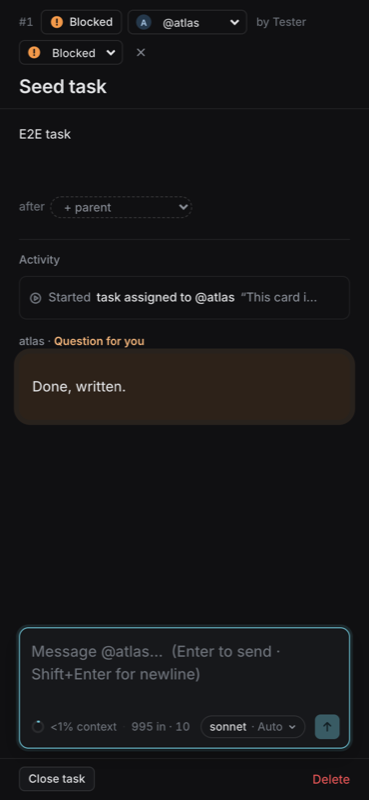 #1 Blocked A @atlas by Tester
Blocked
Seed task
E2E task
after + parent
Activity
Started task assigned to @atlas “This card i...
atlas · Question for you
Done, written.
Message @atlas... (Enter to send ·
Shift+Enter for newline)
<1% context 995 in · 10 sonnet · Auto
Close task Delete